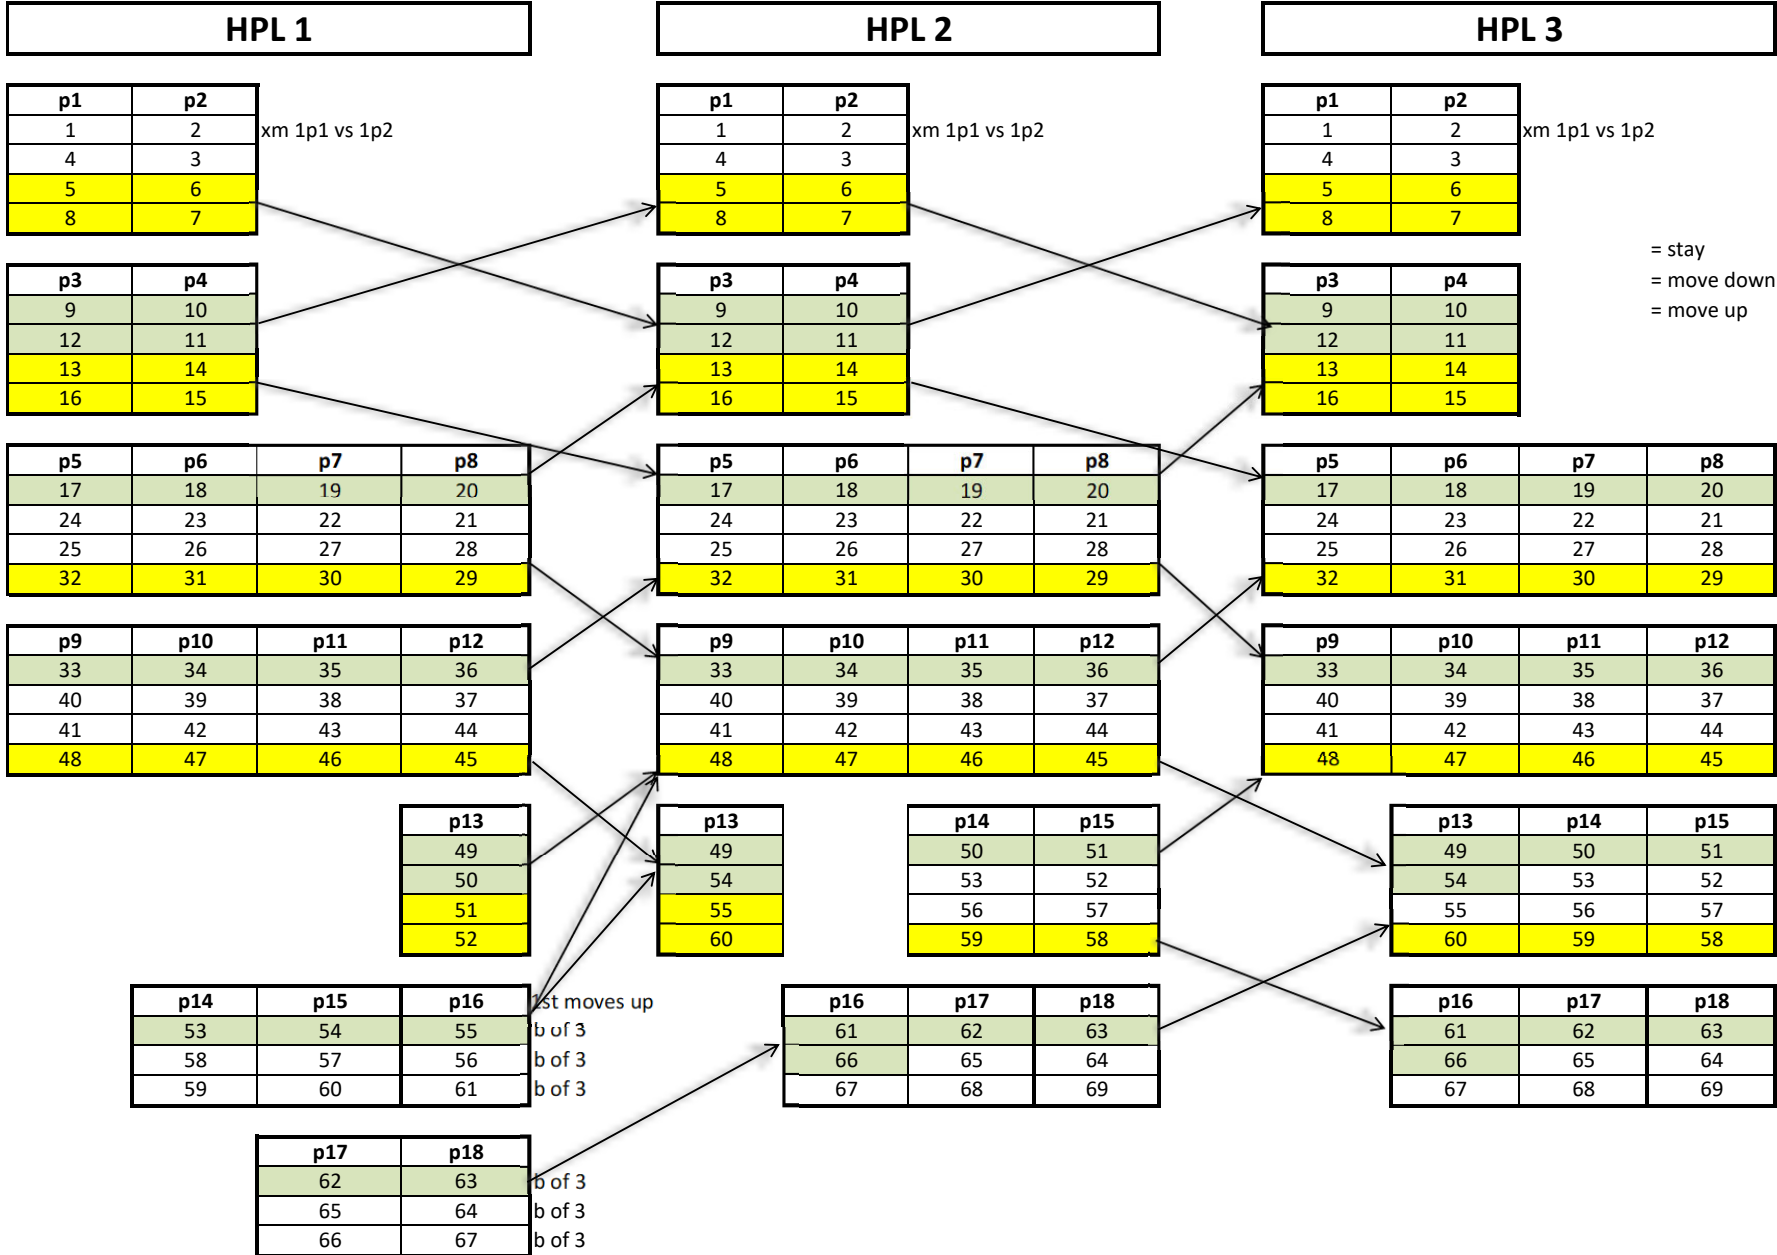 HPL 1 HPL 2 HPL 3
p1 p2 p1 p2 p1 p2
1 2 xm 1p1 vs 1p2 1 2 xm 1p1 vs 1p2 1 2 xm 1p1 vs 1p2
4 3 4 3 4 3
5 6 5 6 5 6
8 7 8 7 8 7
= stay
p3 p4 p3 p4 p3 p4 = move down
9 10 9 10 9 10 = move up
12 11 12 11 12 11
13 14 13 14 13 14
16 15 16 15 16 15
p5 p6 p7 p8 p5 p6 p7 p8 p5 p6 p7 p8
17 18 19 20 17 18 19 20 17 18 19 20
24 23 22 21 24 23 22 21 24 23 22 21
25 26 27 28 25 26 27 28 25 26 27 28
32 31 30 29 32 31 30 29 32 31 30 29
p9 p10 p11 p12 p9 p10 p11 p12 p9 p10 p11 p12
33 34 35 36 33 34 35 36 33 34 35 36
40 39 38 37 40 39 38 37 40 39 38 37
41 42 43 44 41 42 43 44 41 42 43 44
48 47 46 45 48 47 46 45 48 47 46 45
p13 p13 p14 p15 p13 p14 p15
49 49 50 51 49 50 51
50 54 53 52 54 53 52
51 55 56 57 55 56 57
52 60 59 58 60 59 58
p14 p15 p16 1st moves up p16 p17 p18 p16 p17 p18
53 54 55 b of 3 61 62 63 61 62 63
58 57 56 b of 3 66 65 64 66 65 64
59 60 61 b of 3 67 68 69 67 68 69
p17 p18
62 63 b of 3
65 64 b of 3
66 67 b of 3